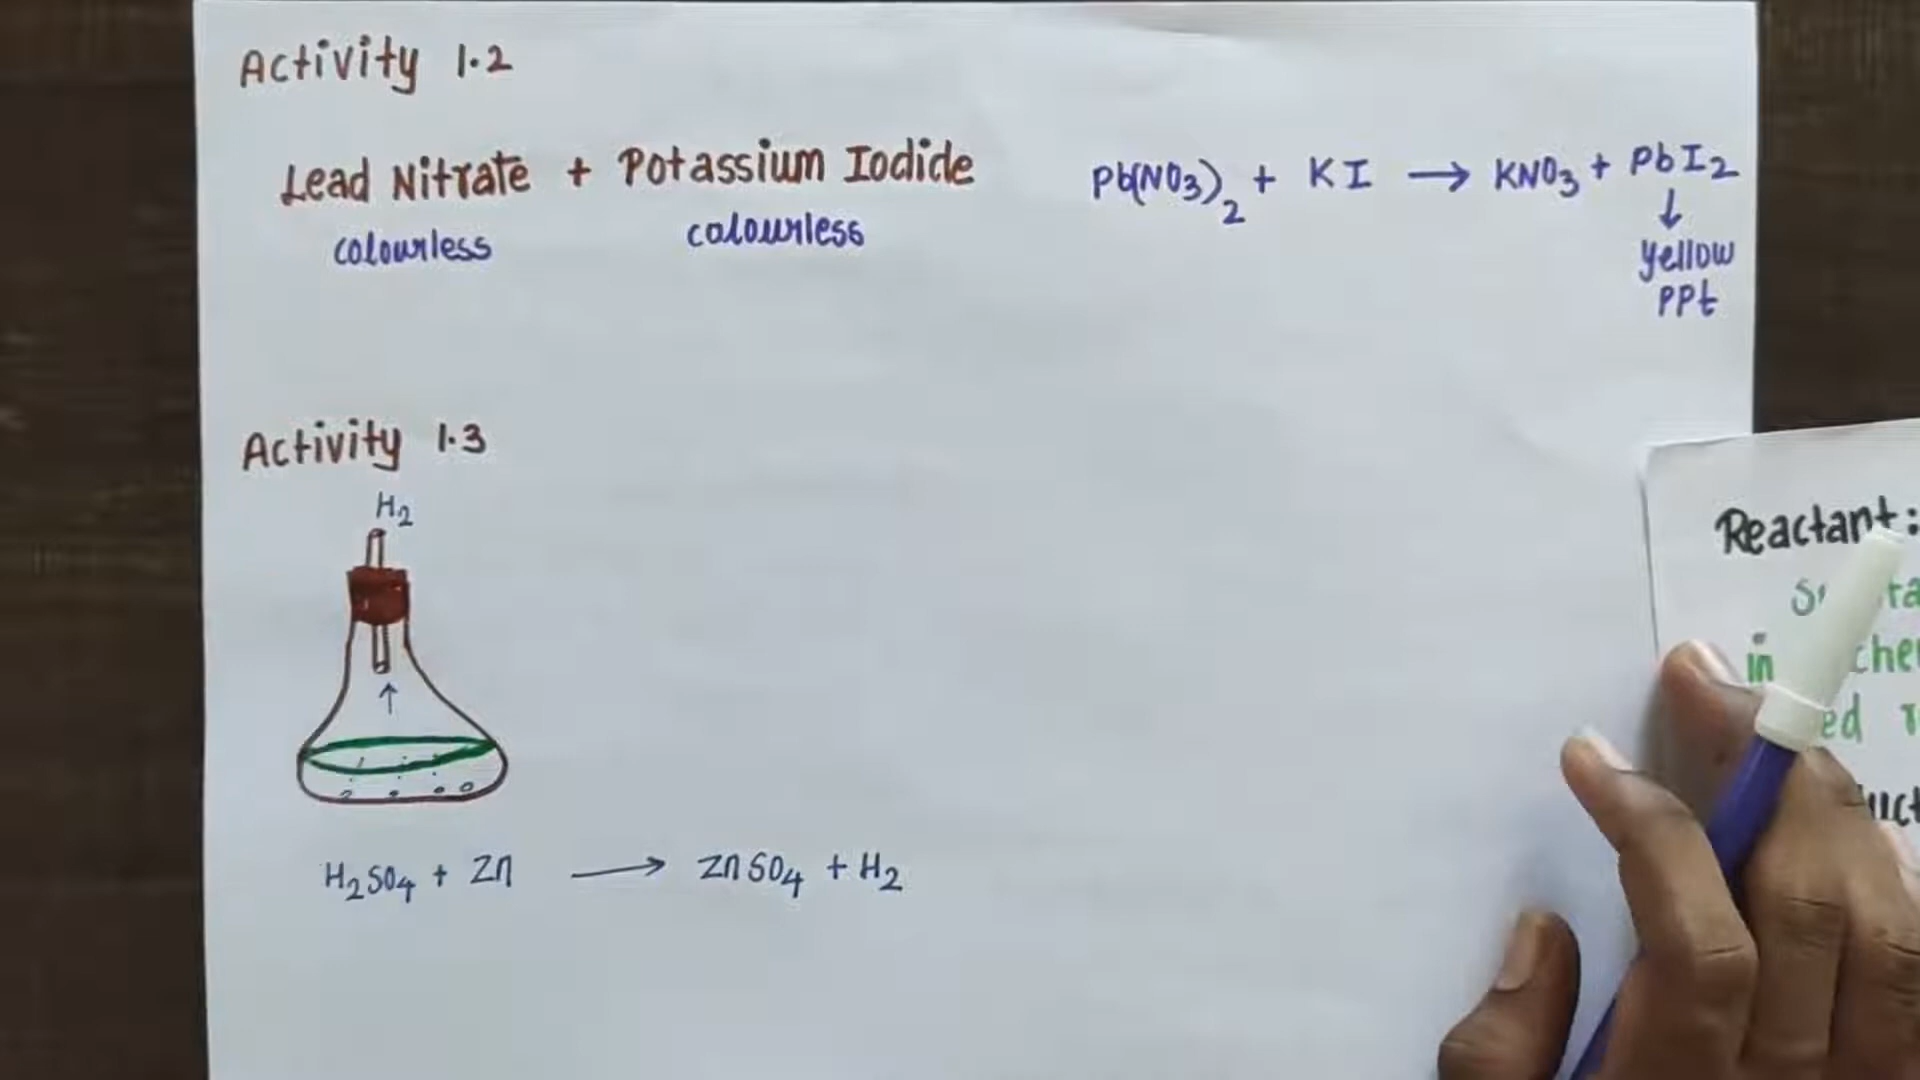 Activity 1.2
Lead Nitrate + Potassium Iodide
colourless colourless
Pb(NO3)2 + KI → KNO3 + PbI2
↓
yellow
PPt
Activity 1.3
H2
↑
H2SO4 + Zn → ZnSO4 + H2
Reactant:
in